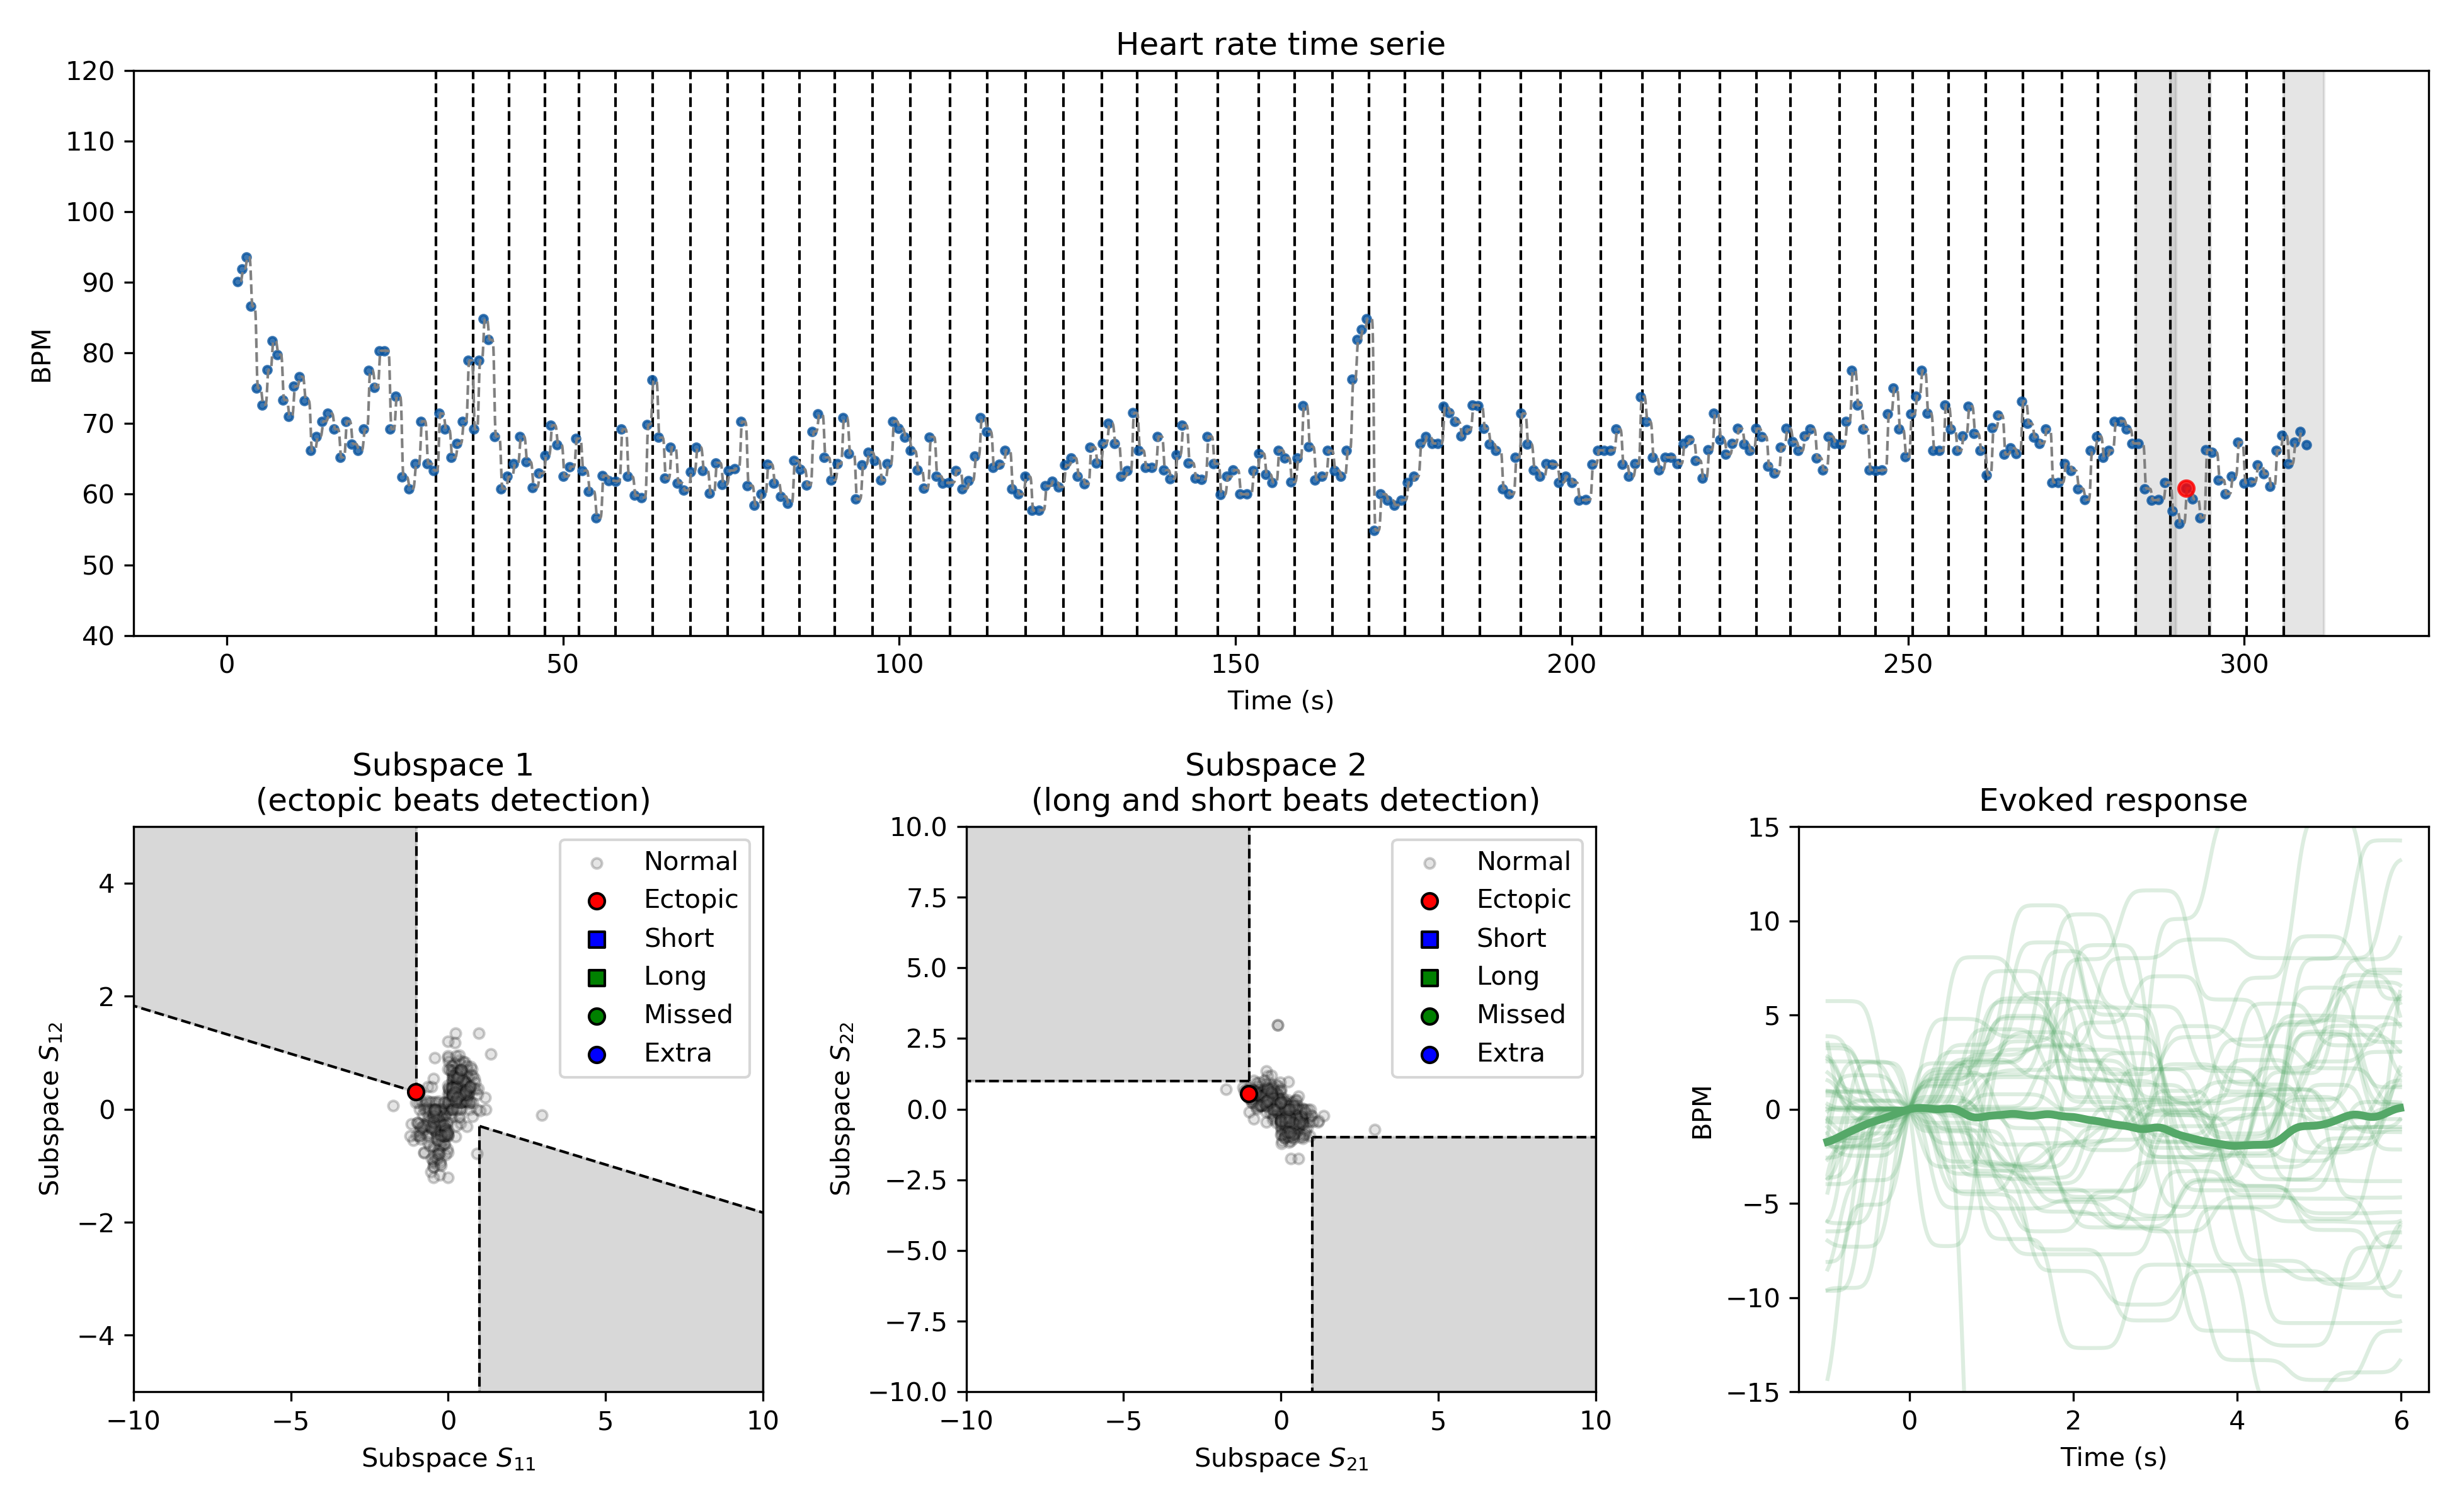 Heart rate time serie
120
110
100
90
80
70
60
50
40
BPM
0 50 100 150 200 250 300
Time (s)
Subspace 1
(ectopic beats detection)
4
2
0
−2
−4
Subspace S12
Normal
Ectopic
Short
Long
Missed
Extra
−10 −5 0 5 10
Subspace S11
Subspace 2
(long and short beats detection)
10.0
7.5
5.0
2.5
0.0
−2.5
−5.0
−7.5
−10.0
Subspace S22
Normal
Ectopic
Short
Long
Missed
Extra
−10 −5 0 5 10
Subspace S21
Evoked response
15
10
5
0
−5
−10
−15
BPM
0 2 4 6
Time (s)